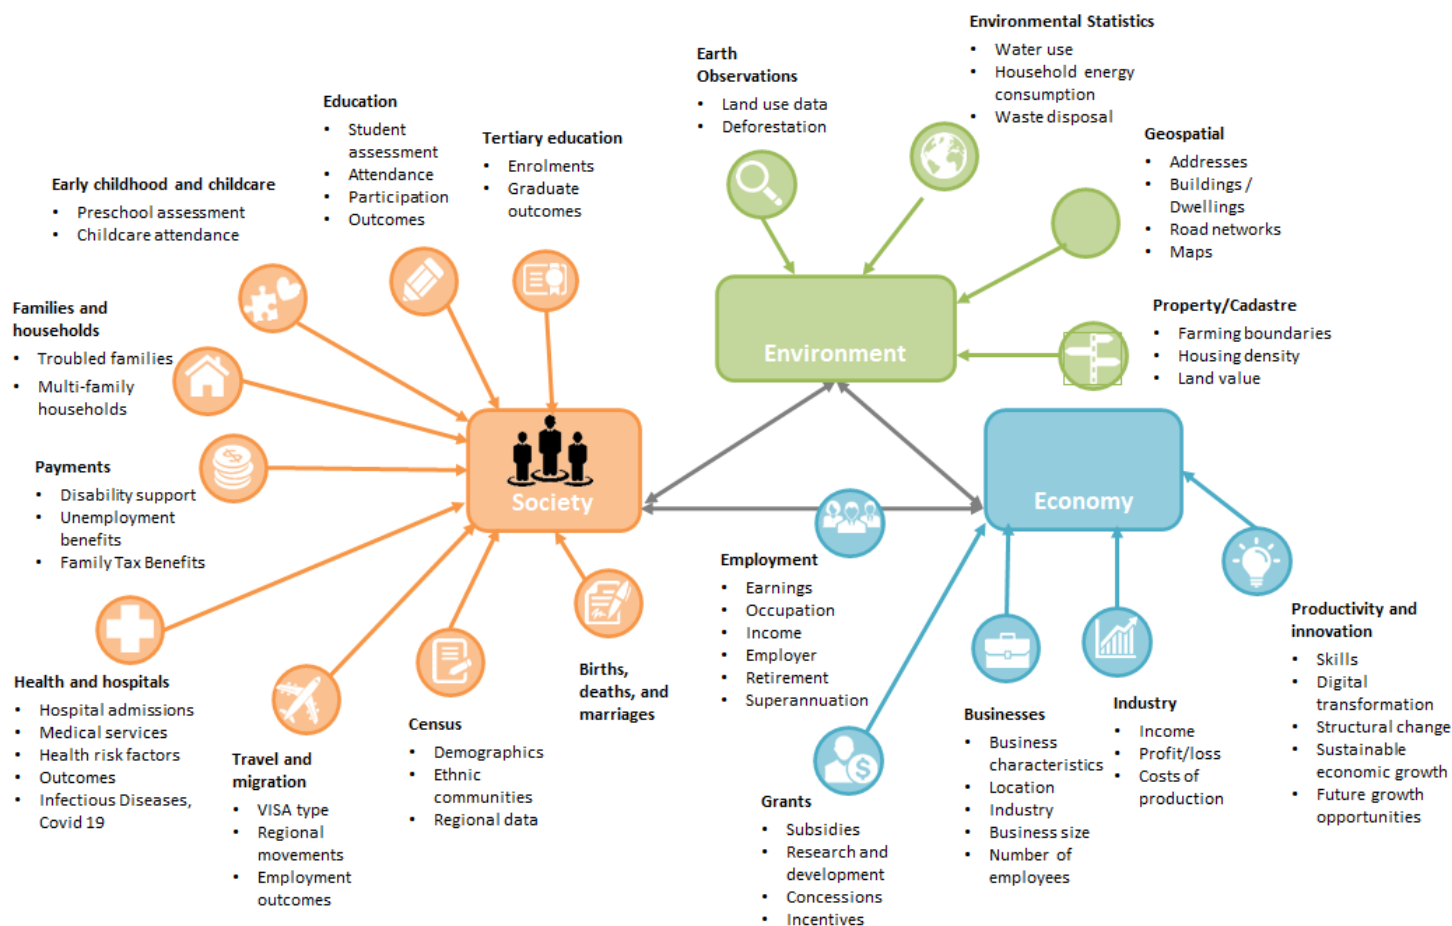 Environmental Statistics
• Water use
• Household energy
consumption
• Waste disposal
Earth
Observations
• Land use data
• Deforestation
Geospatial
• Addresses
• Buildings /
Dwellings
• Road networks
• Maps
Property/Cadastre
• Farming boundaries
• Housing density
• Land value
Environment
Education
• Student
assessment
• Attendance
• Participation
• Outcomes
Tertiary education
• Enrolments
• Graduate
outcomes
Early childhood and childcare
• Preschool assessment
• Childcare attendance
Families and
households
• Troubled families
• Multi-family
households
Payments
• Disability support
• Unemployment
benefits
• Family Tax Benefits
Society
Health and hospitals
• Hospital admissions
• Medical services
• Health risk factors
• Outcomes
• Infectious Diseases,
Covid 19
Travel and
migration
• VISA type
• Regional
movements
• Employment
outcomes
Census
• Demographics
• Ethnic
communities
• Regional data
Births,
deaths, and
marriages
Economy
Employment
• Earnings
• Occupation
• Income
• Employer
• Retirement
• Superannuation
Grants
• Subsidies
• Research and
development
• Concessions
• Incentives
Businesses
• Business
characteristics
• Location
• Industry
• Business size
• Number of
employees
Industry
• Income
• Profit/loss
• Costs of
production
Productivity and
innovation
• Skills
• Digital
transformation
• Structural change
• Sustainable
economic growth
• Future growth
opportunities